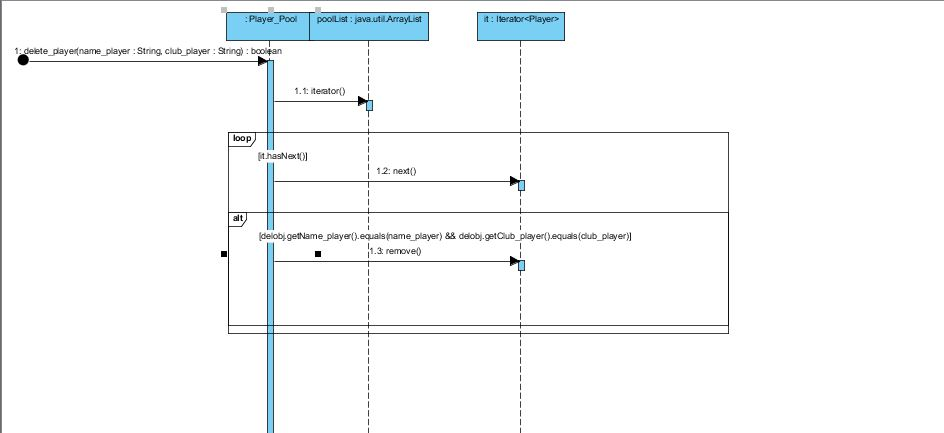 : Player_Pool
poolList : java.util.ArrayList
it : Iterator<Player>
1: delete_player(name_player : String, club_player : String) : boolean
1.1: iterator()
loop
[it.hasNext()]
1.2: next()
alt
[delobj.getName_player().equals(name_player) && delobj.getClub_player().equals(club_player)]
1.3: remove()